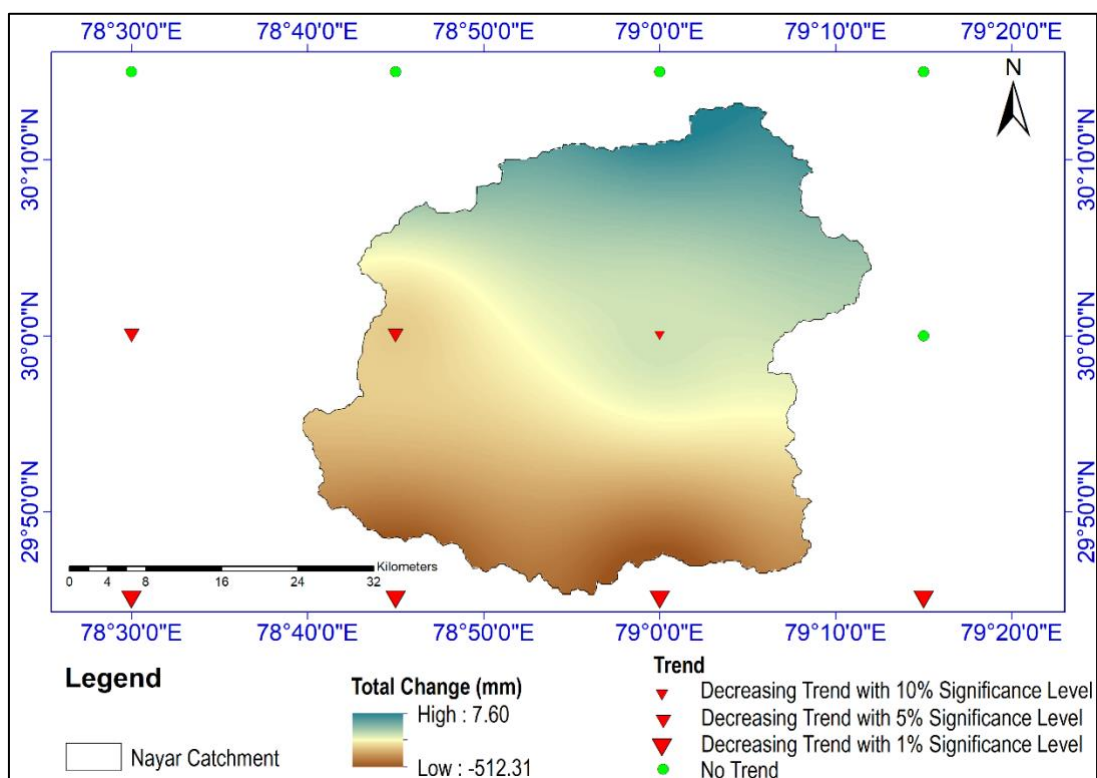 78°30'0"E 78°40'0"E 78°50'0"E 79°0'0"E 79°10'0"E 79°20'0"E
N
30°10'0"N 30°10'0"N
30°0'0"N 30°0'0"N
29°50'0"N 29°50'0"N
Kilometers
0 2 4 8 16 24 32
78°30'0"E 78°40'0"E 78°50'0"E 79°0'0"E 79°10'0"E 79°20'0"E
Legend
Nayar Catchment
Total Change (mm)
High : 7.60
Low : -512.31
Trend
Decreasing Trend with 10% Significance Level
Decreasing Trend with 5% Significance Level
Decreasing Trend with 1% Significance Level
No Trend